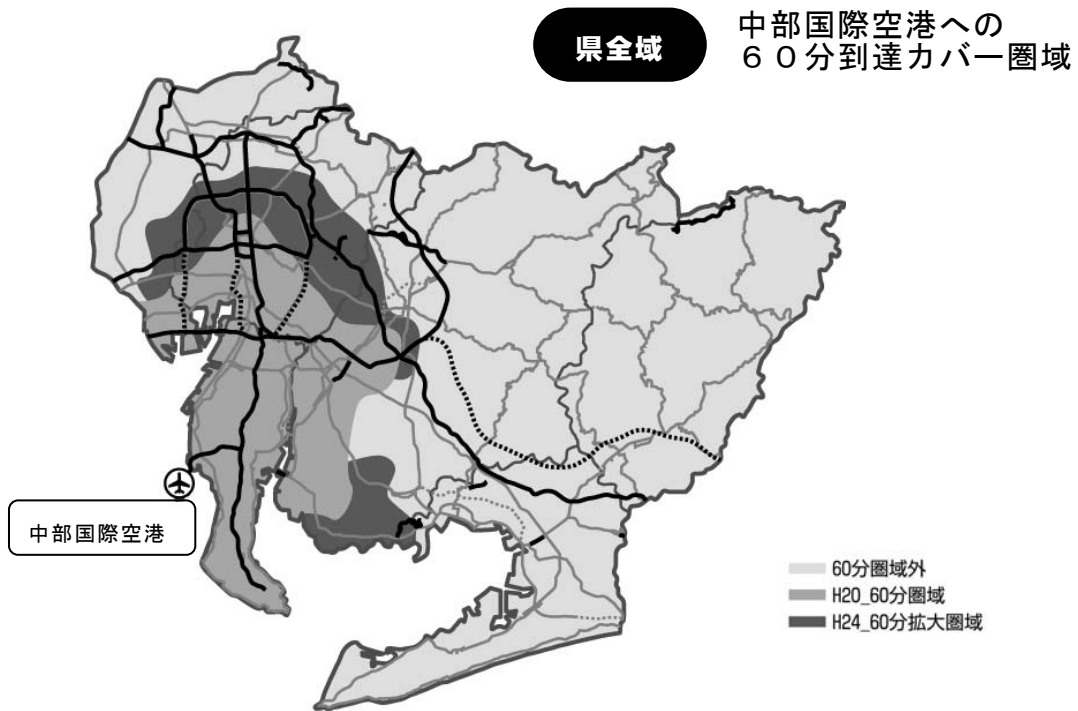 県全域
中部国際空港への
６０分到達カバー圏域
中部国際空港
60分圏域外
H20_60分圏域
H24_60分拡大圏域